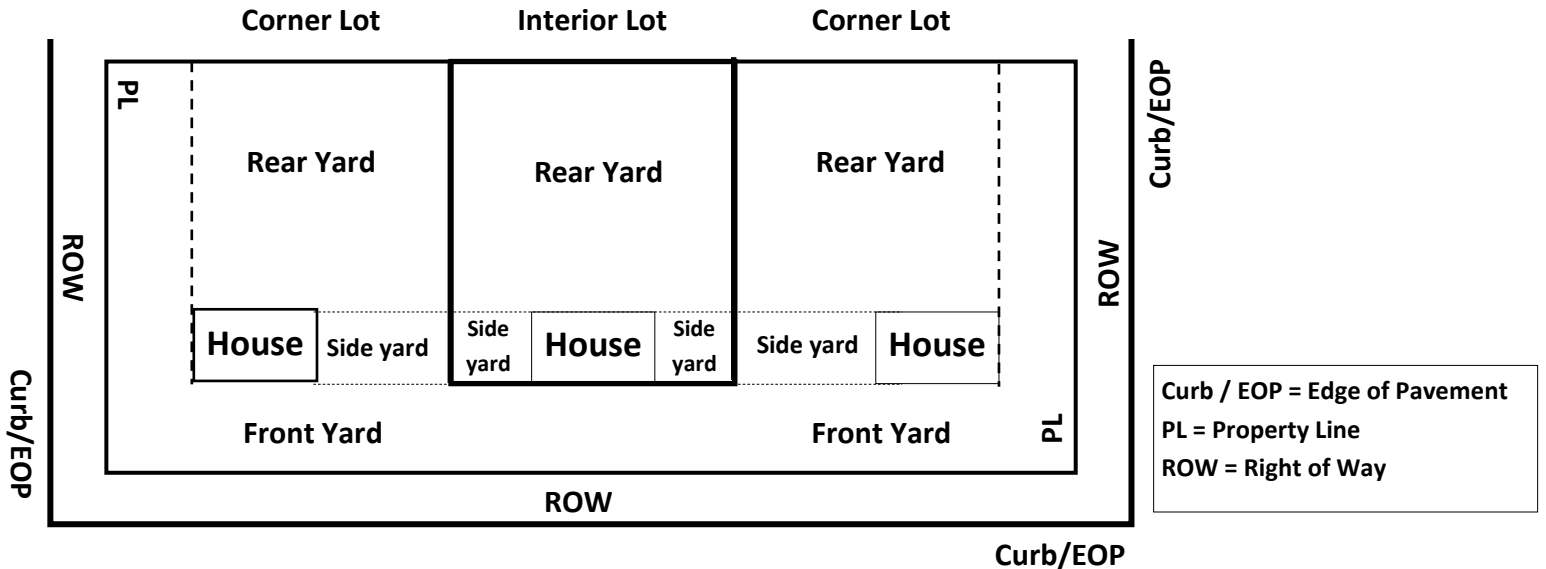 Corner Lot
Interior Lot
Corner Lot
PL
Curb/EOP
Rear Yard
Rear Yard
Rear Yard
ROW
ROW
House
Side yard
Side
yard
House
Side
yard
Side yard
House
Curb/EOP
Front Yard
Front Yard
PL
ROW
Curb/EOP
Curb / EOP = Edge of Pavement
PL = Property Line
ROW = Right of Way